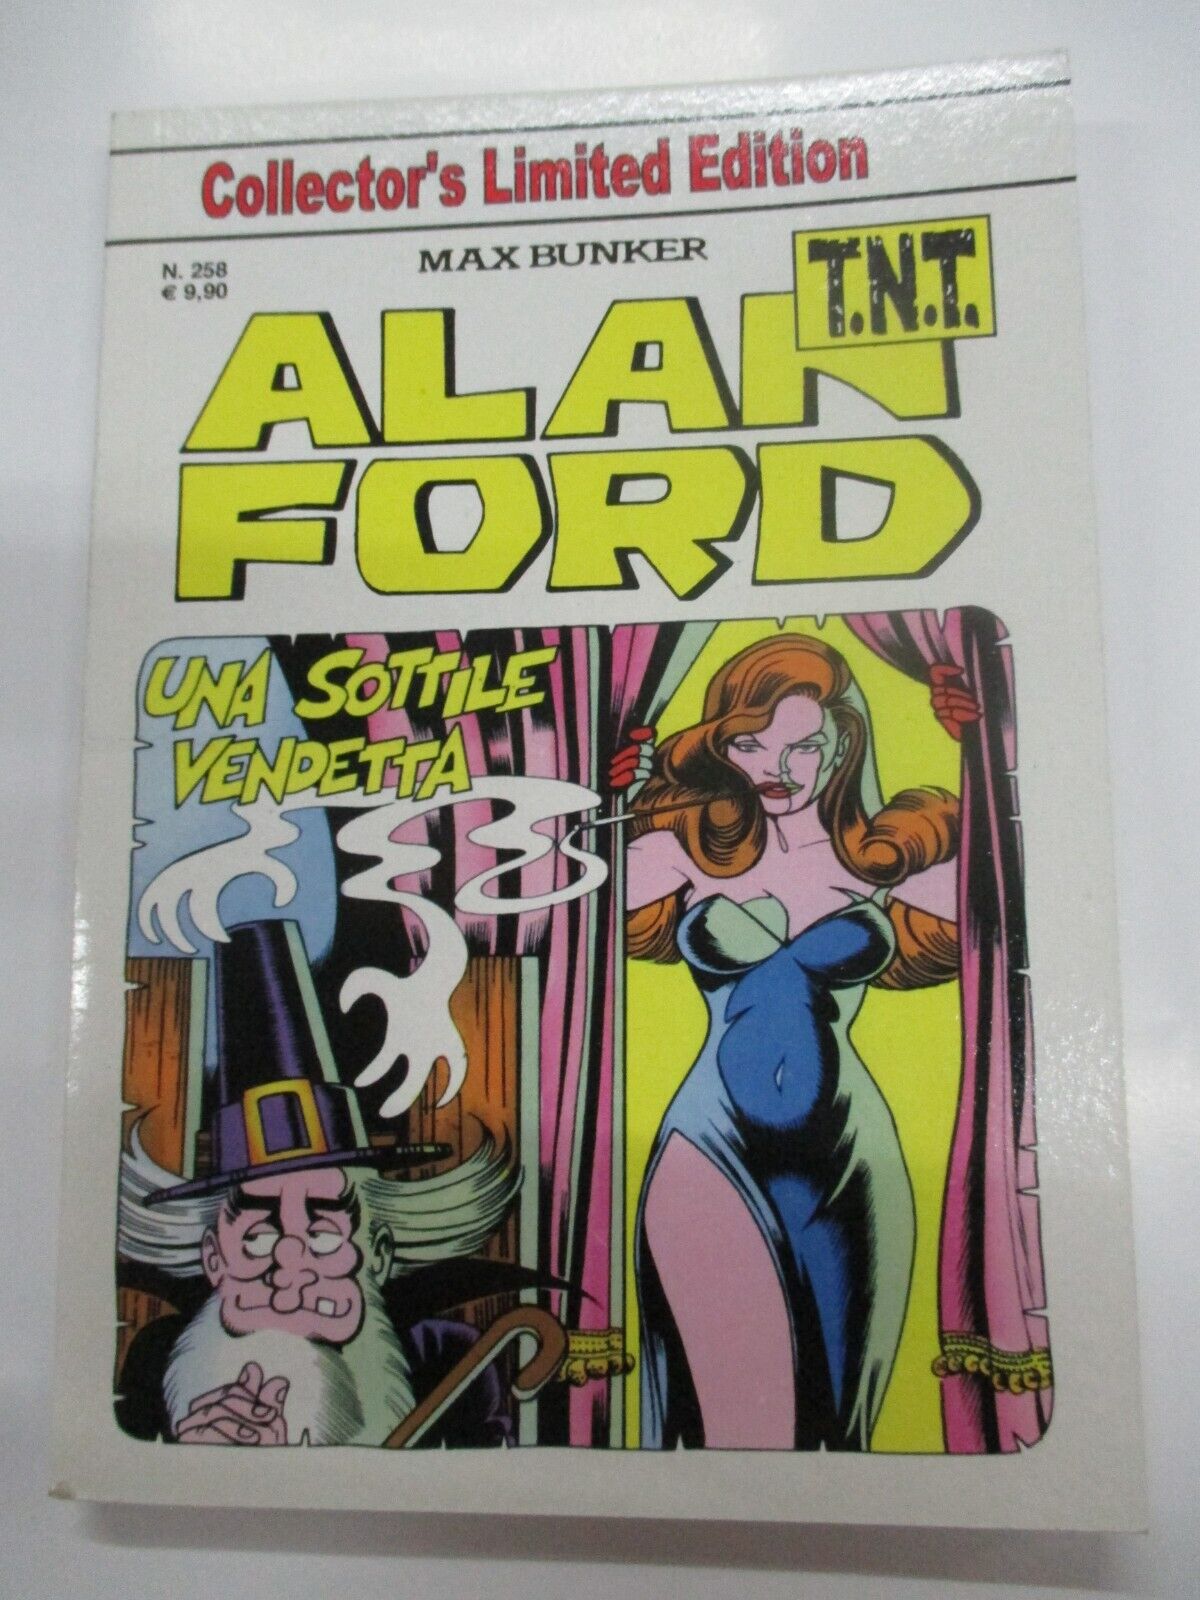 Collector's Limited Edition
N. 258
€ 9,90
MAX BUNKER
T.N.T.
ALAN
FORD
UNA SOTTILE
VENDETTA